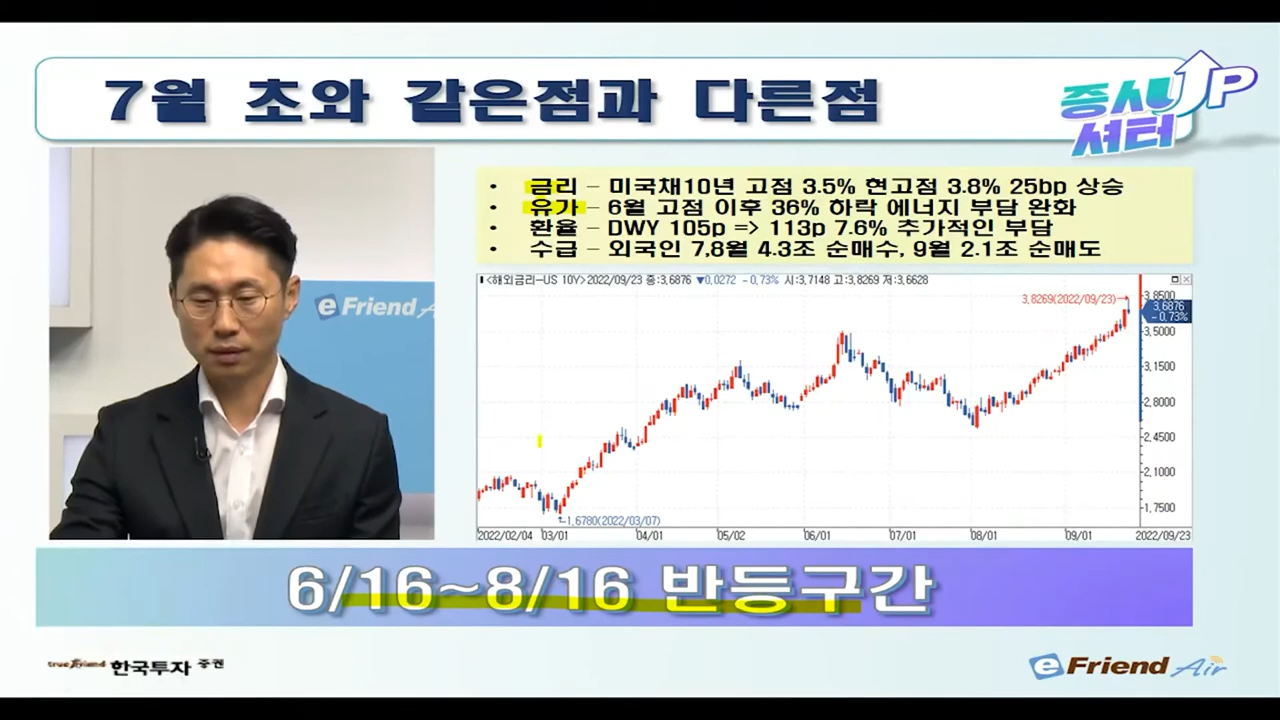 7월 초와 같은점과 다른점
증시UP
셔터
• 금리 – 미국채10년 고점 3.5% 현고점 3.8% 25bp 상승
• 유가 – 6월 고점 이후 36% 하락 에너지 부담 완화
• 환율 – DWY 105p => 113p 7.6% 추가적인 부담
• 수급 – 외국인 7,8월 4.3조 순매수, 9월 2.1조 순매도
e Friend A
<해외금리-US 10Y>2022/09/23 종:3,6876 ▼0,0272 -0,73% 시:3,7148 고:3,8269 저:3,6628
3,8269(2022/09/23)
3,8500
3,6876
-0,73%
3,5000
3,1500
2,8000
2,4500
2,1000
1,7500
1,6780(2022/03/07)
2022/02/04 03/01 04/01 05/02 06/01 07/01 08/01 09/01 2022/09/23
6/16~8/16 반등구간
true Friend 한국투자 증권
e Friend Air